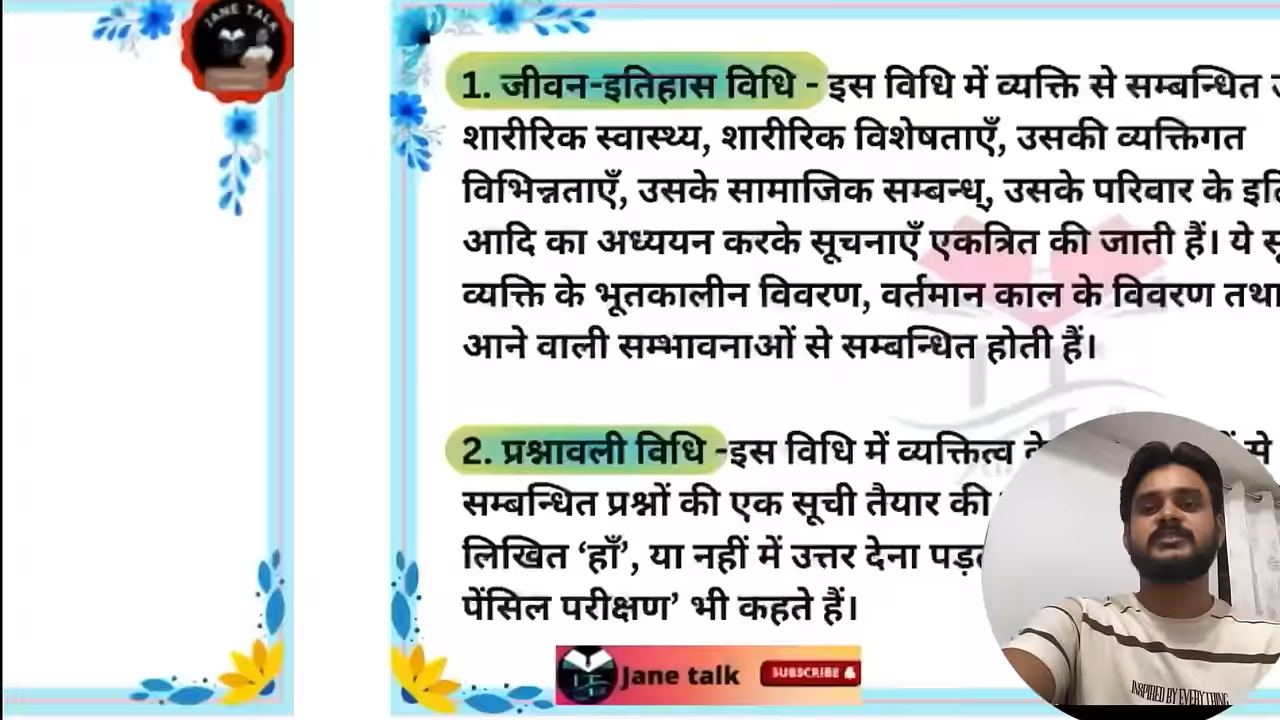 JANE TALK
1. जीवन-इतिहास विधि - इस विधि में व्यक्ति से सम्बन्धित
शारीरिक स्वास्थ्य, शारीरिक विशेषताएँ, उसकी व्यक्तिगत
विभिन्नताएँ, उसके सामाजिक सम्बन्ध्, उसके परिवार के
आदि का अध्ययन करके सूचनाएँ एकत्रित की जाती हैं। ये
व्यक्ति के भूतकालीन विवरण, वर्तमान काल के विवरण तथा
आने वाली सम्भावनाओं से सम्बन्धित होती हैं।
2. प्रश्नावली विधि -इस विधि में व्यक्तित्व से
सम्बन्धित प्रश्नों की एक सूची तैयार की
लिखित ‘हाँ’, या नहीं में उत्तर देना
पेंसिल परीक्षण’ भी कहते हैं।
Jane talk SUBSCRIBE
INSPIRED BY EVERYTHING